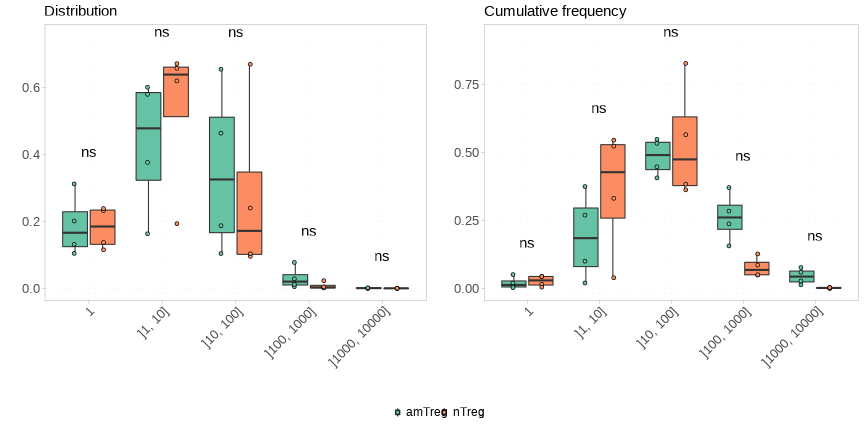 Distribution
Cumulative frequency
ns
ns
ns
ns
ns
0.6
0.4
0.2
0.0
1
]1, 10]
]10, 100]
]100, 1000]
]1000, 10000]
ns
ns
ns
ns
ns
0.75
0.50
0.25
0.00
1
]1, 10]
]10, 100]
]100, 1000]
]1000, 10000]
amTreg nTreg